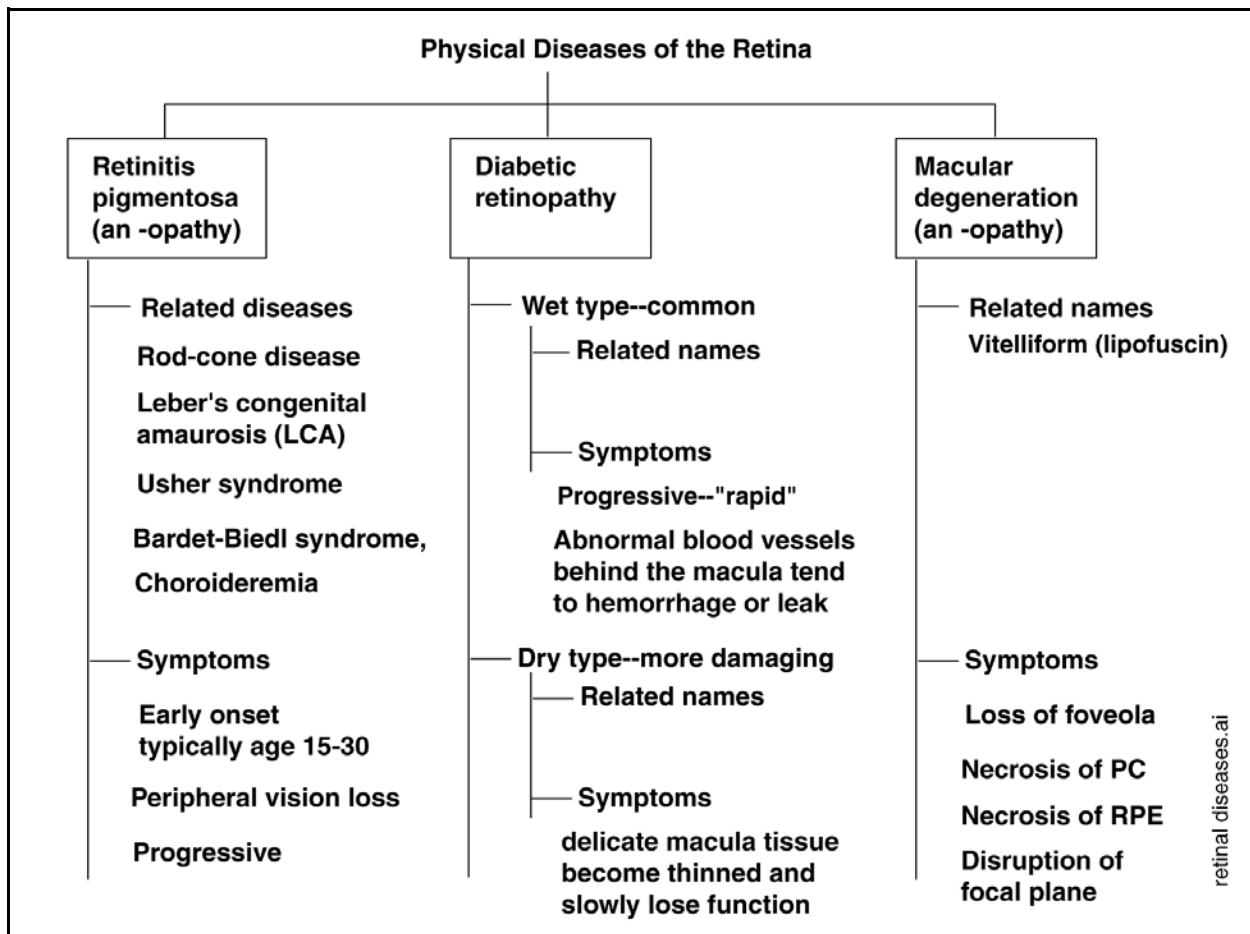 Physical Diseases of the Retina
Retinitis
pigmentosa
(an -opathy)
Related diseases
Rod-cone disease
Leber's congenital
amaurosis (LCA)
Usher syndrome
Bardet-Biedl syndrome,
Choroideremia
Symptoms
Early onset
typically age 15-30
Peripheral vision loss
Progressive
Diabetic
retinopathy
Wet type--common
Related names
Symptoms
Progressive--"rapid"
Abnormal blood vessels
behind the macula tend
to hemorrhage or leak
Dry type--more damaging
Related names
Symptoms
delicate macula tissue
become thinned and
slowly lose function
Macular
degeneration
(an -opathy)
Related names
Vitelliform (lipofuscin)
Symptoms
Loss of foveola
Necrosis of PC
Necrosis of RPE
Disruption of
focal plane
retinal diseases.ai